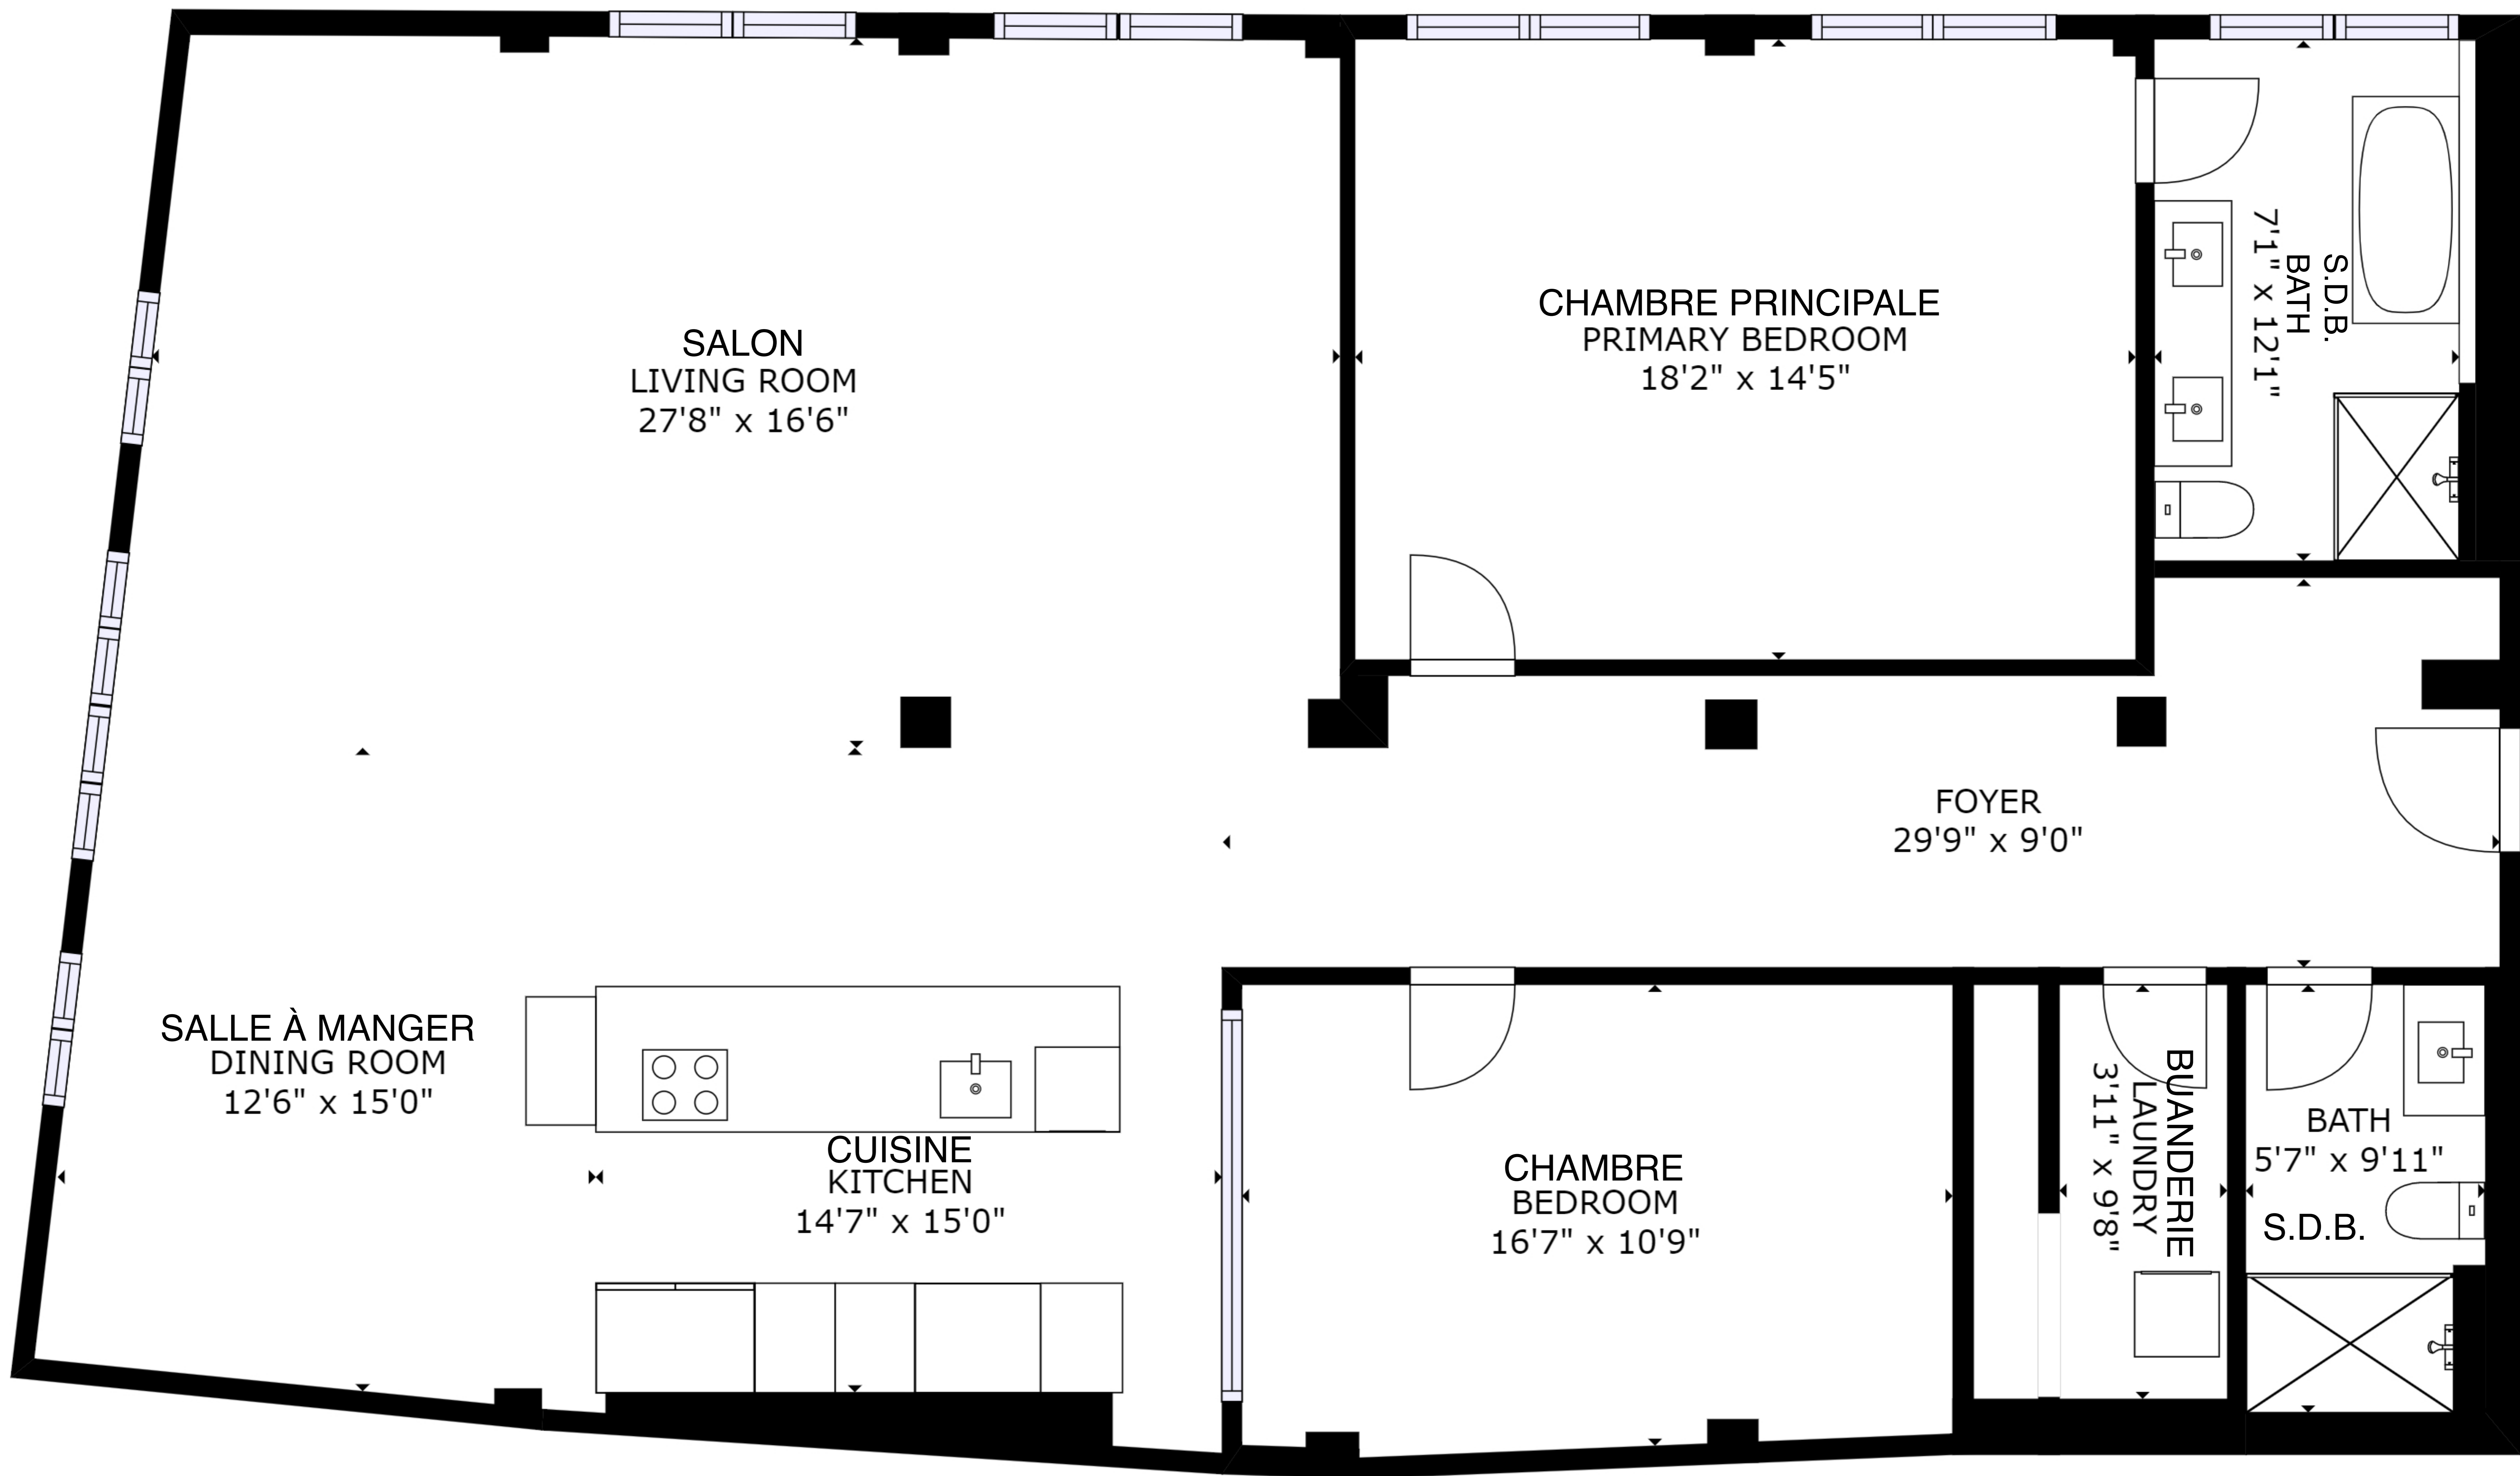 SALON
LIVING ROOM
27'8" x 16'6"
CHAMBRE PRINCIPALE
PRIMARY BEDROOM
18'2" x 14'5"
S.D.B.
BATH
7'1" x 12'1"
FOYER
29'9" x 9'0"
SALLE À MANGER
DINING ROOM
12'6" x 15'0"
CUISINE
KITCHEN
14'7" x 15'0"
CHAMBRE
BEDROOM
16'7" x 10'9"
BUANDERIE
LAUNDRY
3'11" x 9'8"
BATH
5'7" x 9'11"
S.D.B.